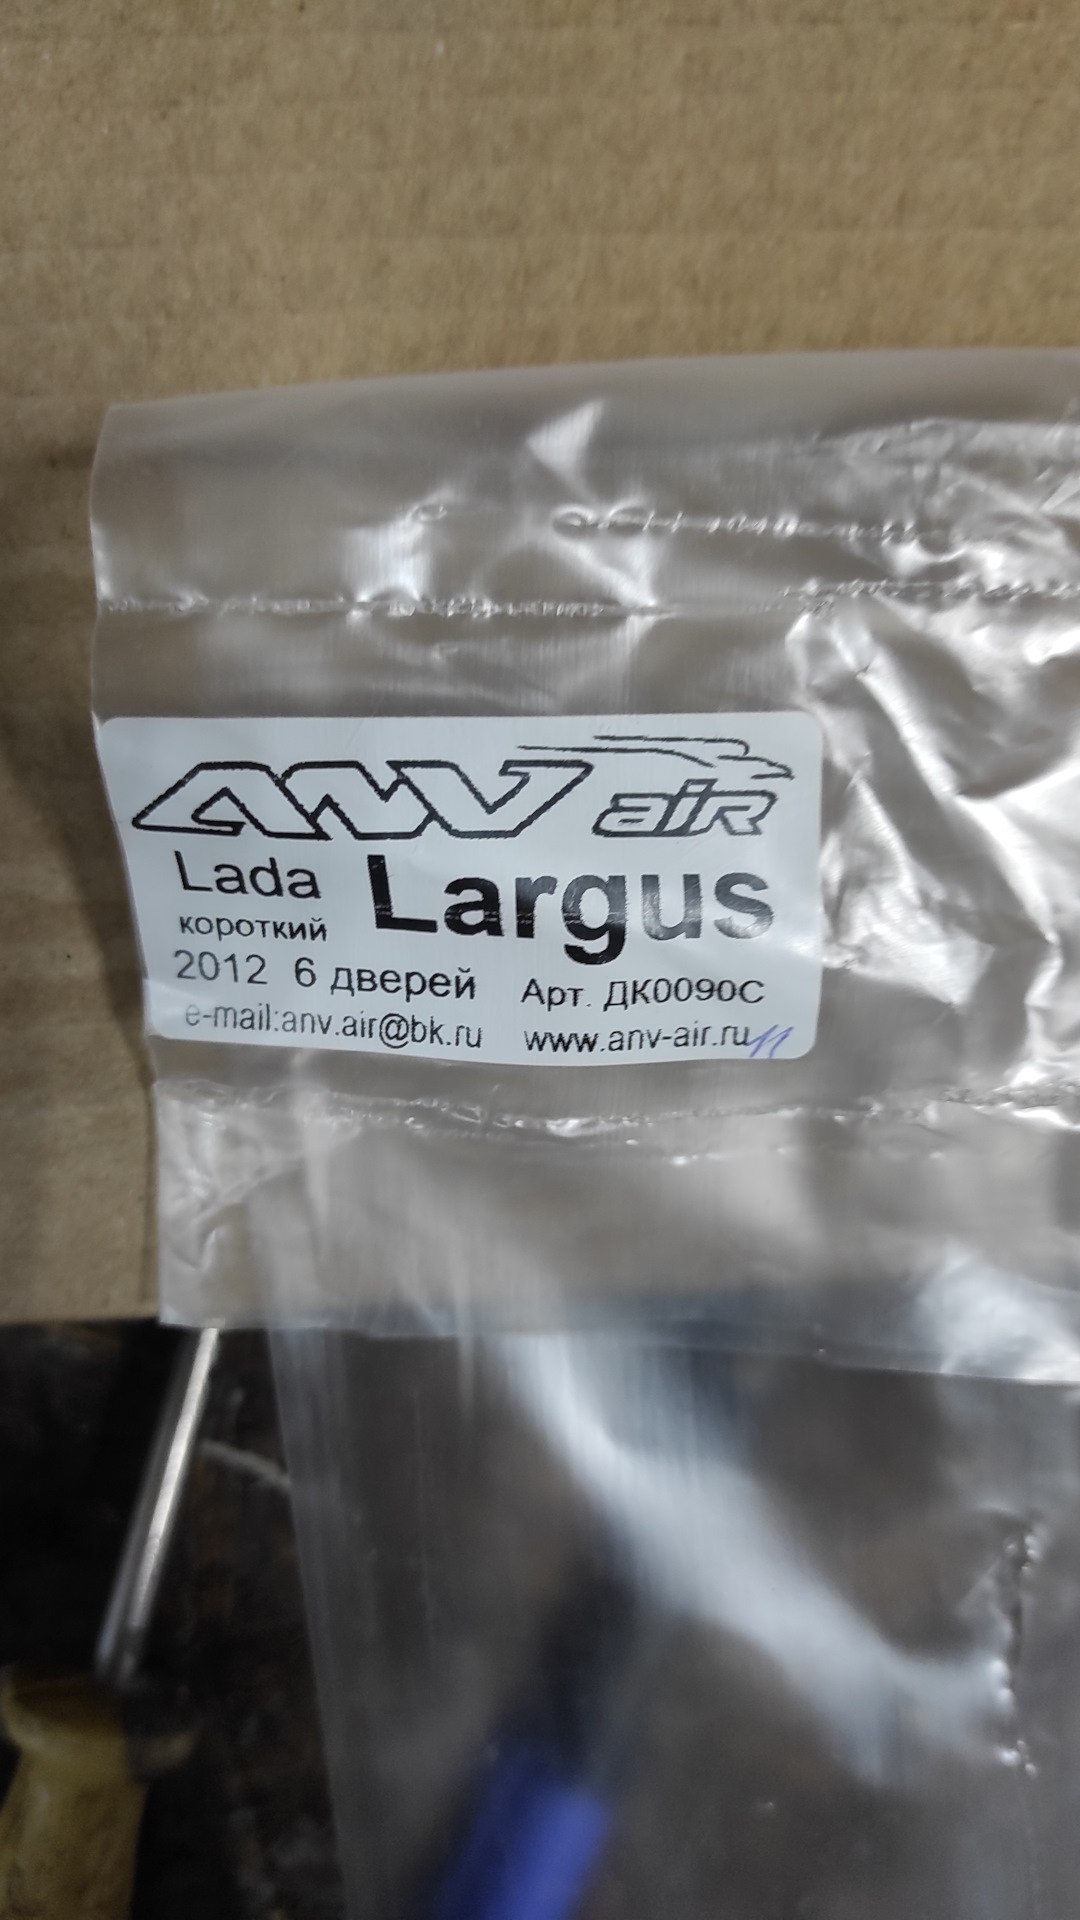 ANV air
Lada Largus
короткий
2012 6 дверей Арт. ДК0090С
e-mail:anv.air@bk.ru www.anv-air.ru 11